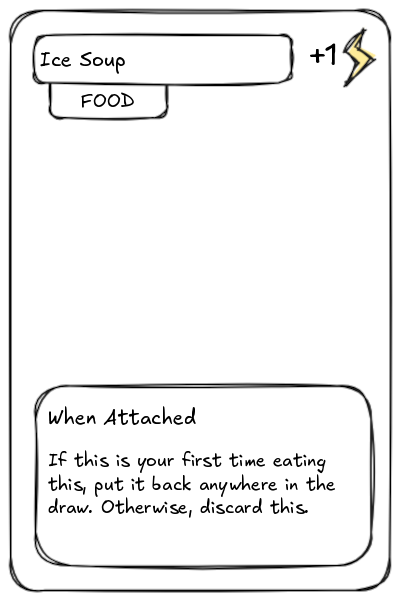 Ice Soup
+1
FOOD
When Attached
If this is your first time eating
this, put it back anywhere in the
draw. Otherwise, discard this.